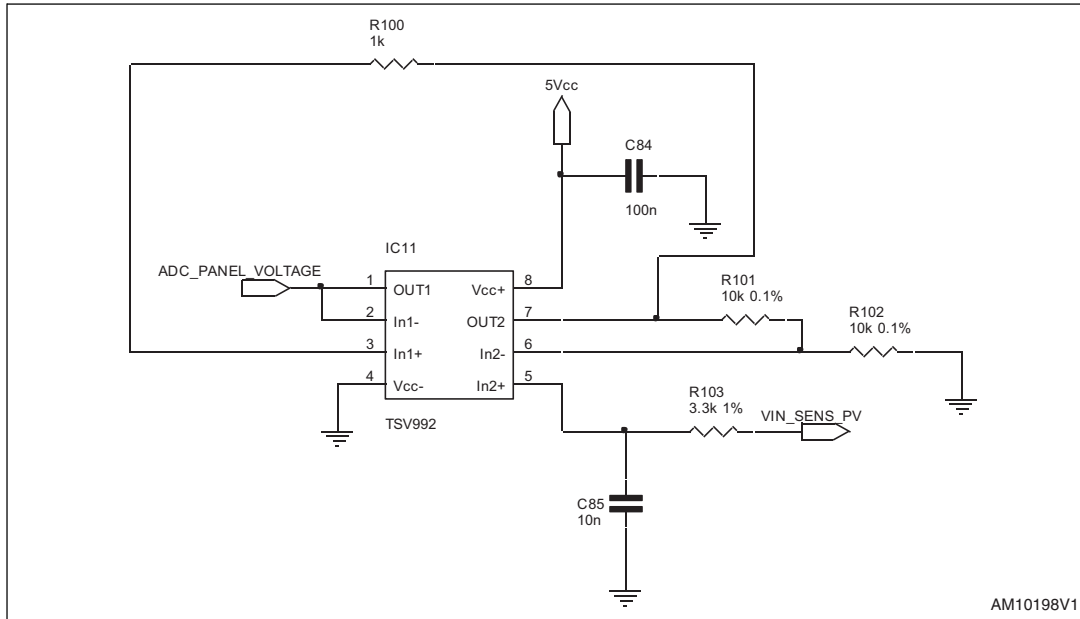 R100
1k
5Vcc
C84
100n
IC11
ADC_PANEL_VOLTAGE
1
OUT1
Vcc+
8
2
In1-
OUT2
7
3
In1+
In2-
6
4
Vcc-
In2+
5
TSV992
R101
10k 0.1%
R102
10k 0.1%
R103
3.3k 1%
VIN_SENS_PV
C85
10n
AM10198V1